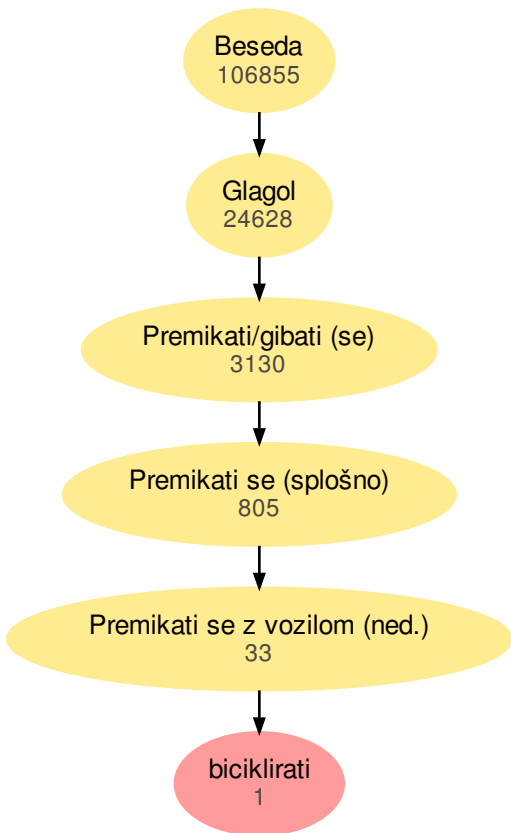 Beseda
106855
Glagol
24628
Premikati/gibati (se)
3130
Premikati se (splošno)
805
Premikati se z vozilom (ned.)
33
biciklirati
1